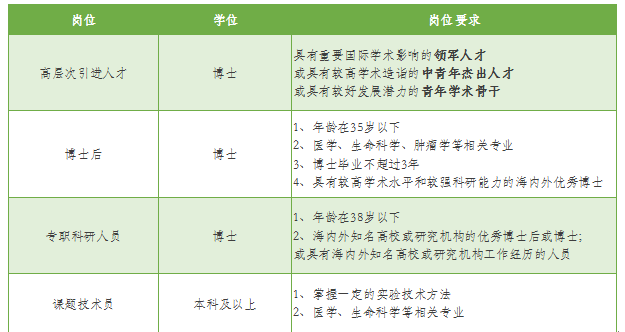 岗位 学位 岗位要求
高层次引进人才 博士 具有重要国际学术影响的领军人才
或具有较高学术造诣的中青年杰出人才
或具有较好发展潜力的青年学术骨干
博士后 博士 1、年龄在35岁以下
2、医学、生命科学、肿瘤学等相关专业
3、博士毕业不超过3年
4、具有较高学术水平和较强科研能力的海内外优秀博士
专职科研人员 博士 1、年龄在38岁以下
2、海内外知名高校或研究机构的优秀博士后或博士;
或具有海内外知名高校或研究机构工作经历的人员
课题技术员 本科及以上 1、掌握一定的实验技术方法
2、医学、生命科学等相关专业